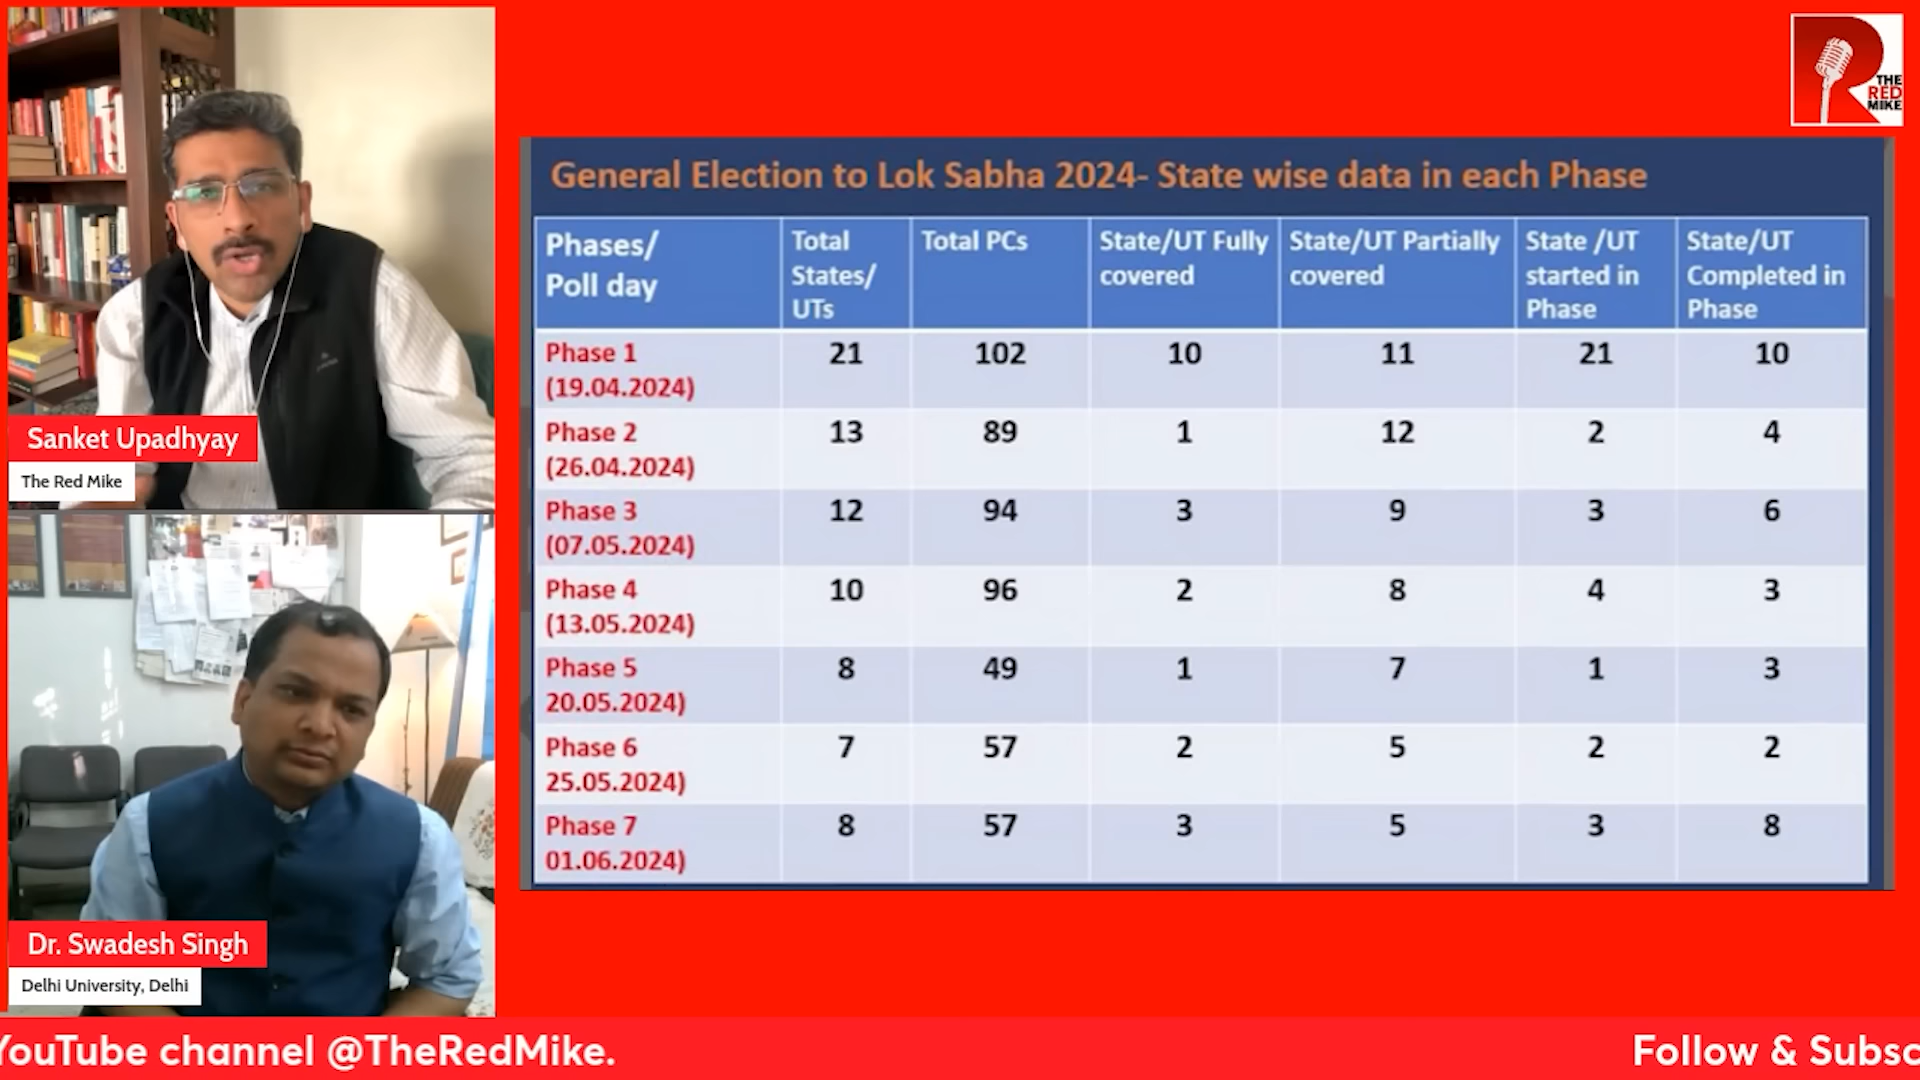 THE
RED
MIKE
General Election to Lok Sabha 2024- State wise data in each Phase
Phases/
Poll day
Total
States/
UTs
Total PCs
State/UT Fully
covered
State/UT Partially
covered
State /UT
started in
Phase
State/UT
Completed in
Phase
Phase 1
(19.04.2024)
21
102
10
11
21
10
Phase 2
(26.04.2024)
13
89
1
12
2
4
Phase 3
(07.05.2024)
12
94
3
9
3
6
Phase 4
(13.05.2024)
10
96
2
8
4
3
Phase 5
20.05.2024)
8
49
1
7
1
3
Phase 6
25.05.2024)
7
57
2
5
2
2
Phase 7
01.06.2024)
8
57
3
5
3
8
Sanket Upadhyay
The Red Mike
Dr. Swadesh Singh
Delhi University, Delhi
YouTube channel @TheRedMike.
Follow & Subsc